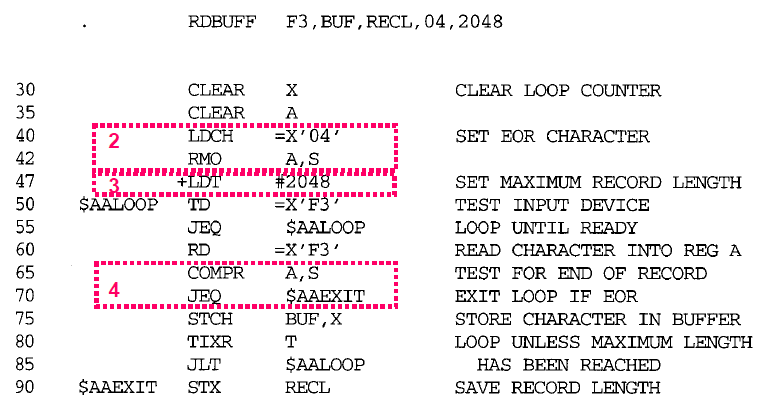 . RDBUFF F3,BUF,RECL,04,2048
30 CLEAR X CLEAR LOOP COUNTER
35 CLEAR A
40 2 LDCH =X'04' SET EOR CHARACTER
42 RMO A,S
47 3 +LDT #2048 SET MAXIMUM RECORD LENGTH
50 $AALOOP TD =X'F3' TEST INPUT DEVICE
55 JEQ $AALOOP LOOP UNTIL READY
60 RD =X'F3' READ CHARACTER INTO REG A
65 COMPR A,S TEST FOR END OF RECORD
70 4 JEQ $AAEXIT EXIT LOOP IF EOR
75 STCH BUF,X STORE CHARACTER IN BUFFER
80 TIXR T LOOP UNLESS MAXIMUM LENGTH
85 JLT $AALOOP HAS BEEN REACHED
90 $AAEXIT STX RECL SAVE RECORD LENGTH